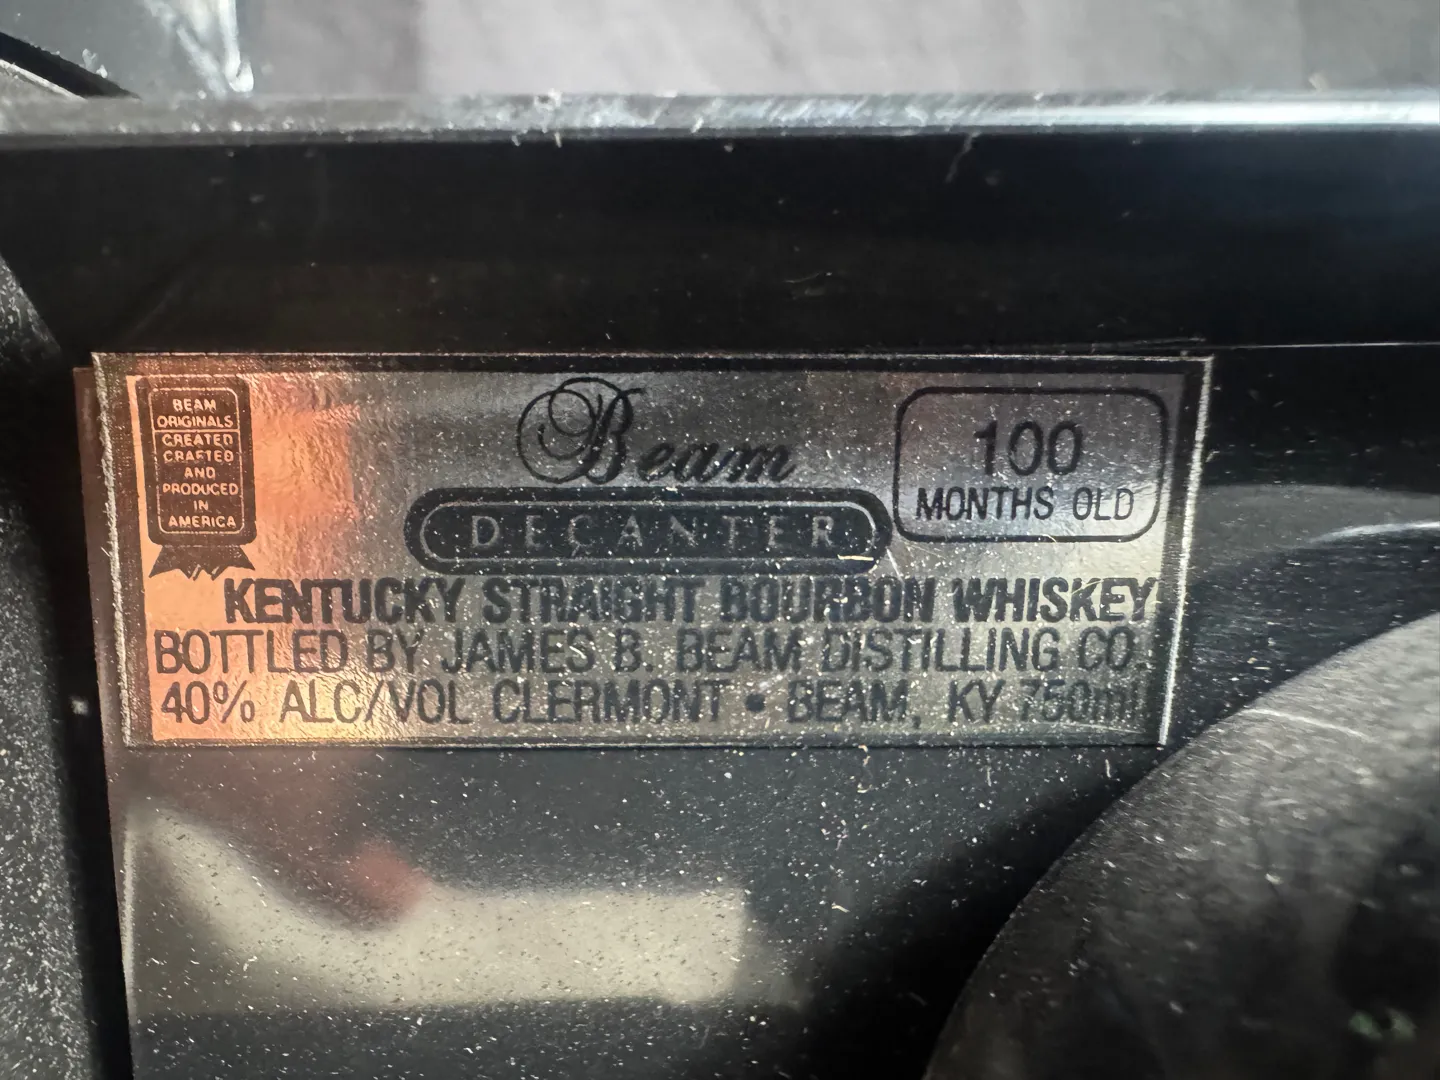 BEAM
ORIGINALS
CREATED
CRAFTED
AND
PRODUCED
IN
AMERICA
Beam
DECANTER
100
MONTHS OLD
KENTUCKY STRAIGHT BOURBON WHISKEY
BOTTLED BY JAMES B. BEAM DISTILLING CO.
40% ALC/VOL CLERMONT • BEAM, KY 750ml